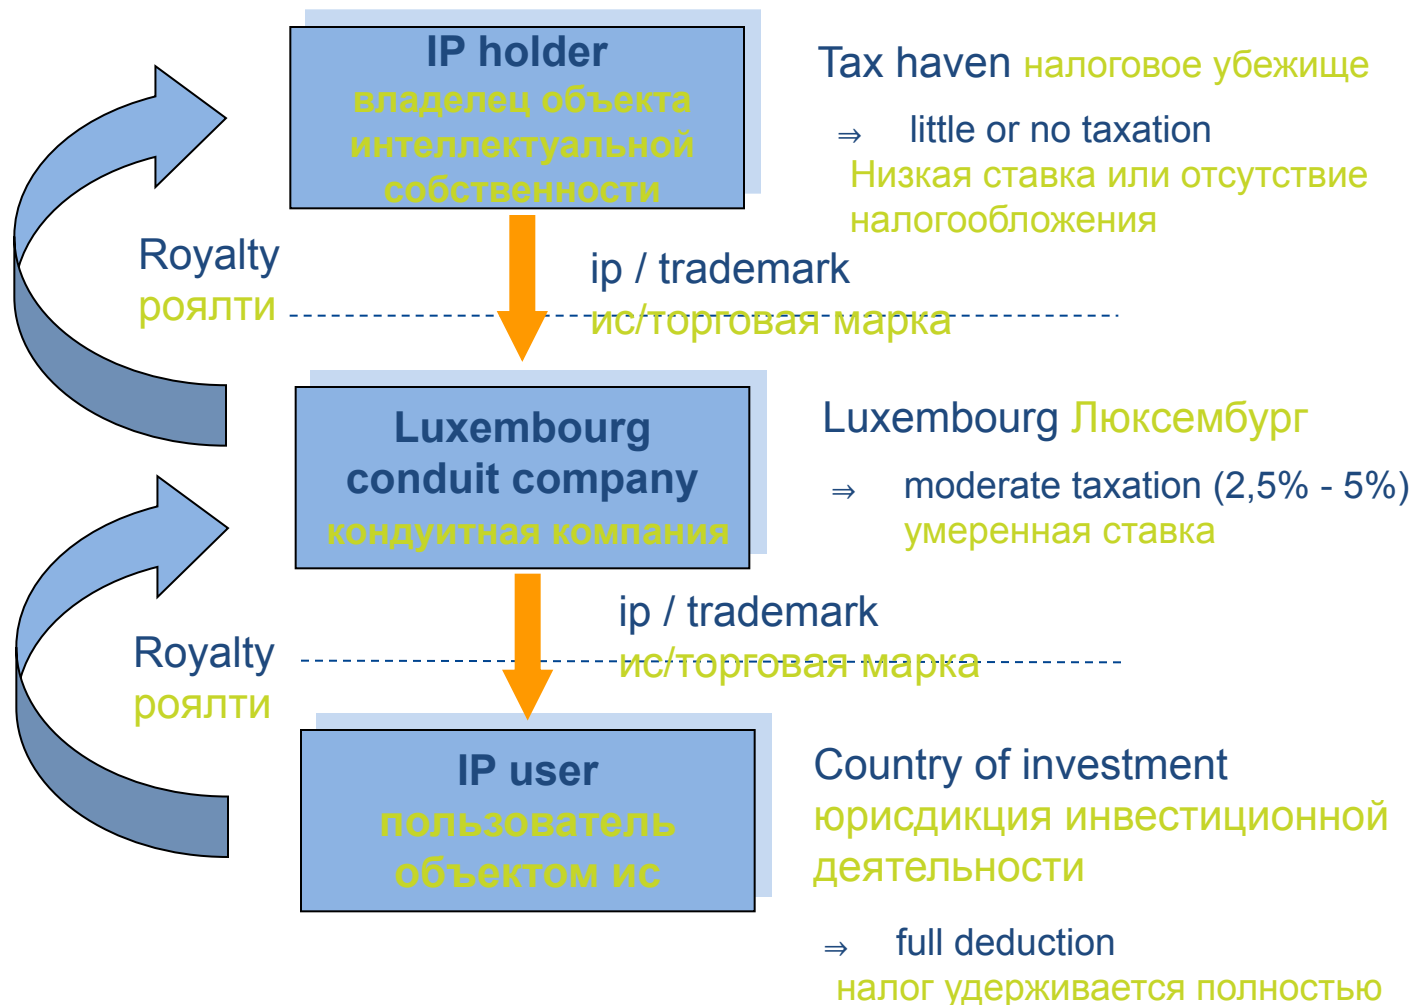 IP holder
владелец объекта
интеллектуальной
собственности
Tax haven налоговое убежище
⇒ little or no taxation
Низкая ставка или отсутствие
налогообложения
Royalty
роялти
ip / trademark
ис/торговая марка
Luxembourg
conduit company
кондуитная компания
Luxembourg Люксембург
⇒ moderate taxation (2,5% - 5%)
умеренная ставка
Royalty
роялти
ip / trademark
ис/торговая марка
IP user
пользователь
объектом ис
Country of investment
юрисдикция инвестиционной
деятельности
⇒ full deduction
налог удерживается полностью